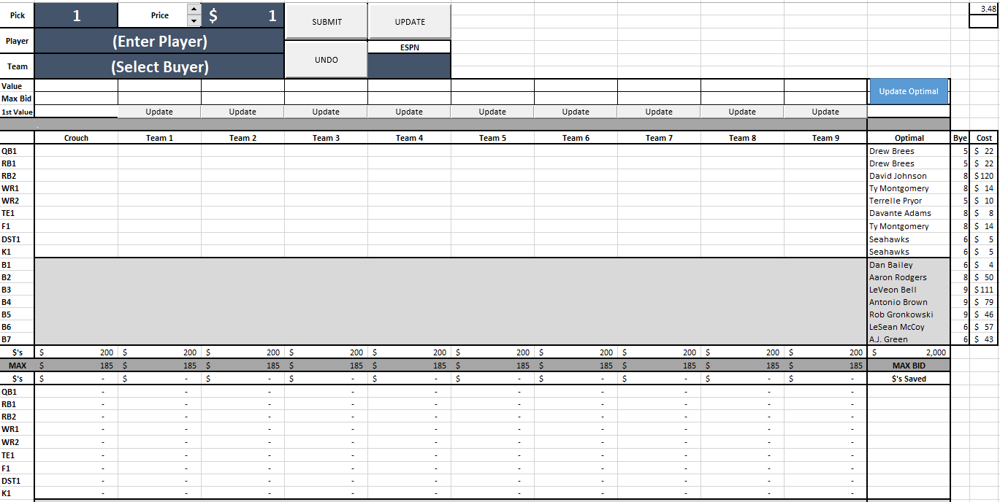 Pick 1 Price $ 1 SUBMIT UPDATE 3.48
Player (Enter Player) ESPN
Team (Select Buyer) UNDO
Value Update Optimal
Max Bid
1st Value Update Update Update Update Update Update Update Update Update
Crouch Team 1 Team 2 Team 3 Team 4 Team 5 Team 6 Team 7 Team 8 Team 9 Optimal Bye Cost
QB1 Drew Brees 5 $ 22
RB1 Drew Brees 5 $ 22
RB2 David Johnson 8 $120
WR1 Ty Montgomery 8 $ 14
WR2 Terrelle Pryor 5 $ 10
TE1 Davante Adams 8 $ 8
F1 Ty Montgomery 8 $ 14
DST1 Seahawks 6 $ 5
K1 Seahawks 6 $ 5
B1 Dan Bailey 6 $ 4
B2 Aaron Rodgers 8 $ 50
B3 LeVeon Bell 9 $111
B4 Antonio Brown 9 $ 79
B5 Rob Gronkowski 9 $ 46
B6 LeSean McCoy 6 $ 57
B7 A.J. Green 6 $ 43
$'s $ 200 $ 200 $ 200 $ 200 $ 200 $ 200 $ 200 $ 200 $ 200 $ 200 $ 2,000
MAX $ 185 $ 185 $ 185 $ 185 $ 185 $ 185 $ 185 $ 185 $ 185 $ 185 MAX BID
$'s $ - $ - $ - $ - $ - $ - $ - $ - $ - $ - $'s Saved
QB1 - - - - - - - - - -
RB1 - - - - - - - - - -
RB2 - - - - - - - - - -
WR1 - - - - - - - - - -
WR2 - - - - - - - - - -
TE1 - - - - - - - - - -
F1 - - - - - - - - - -
DST1 - - - - - - - - - -
K1 - - - - - - - - - -